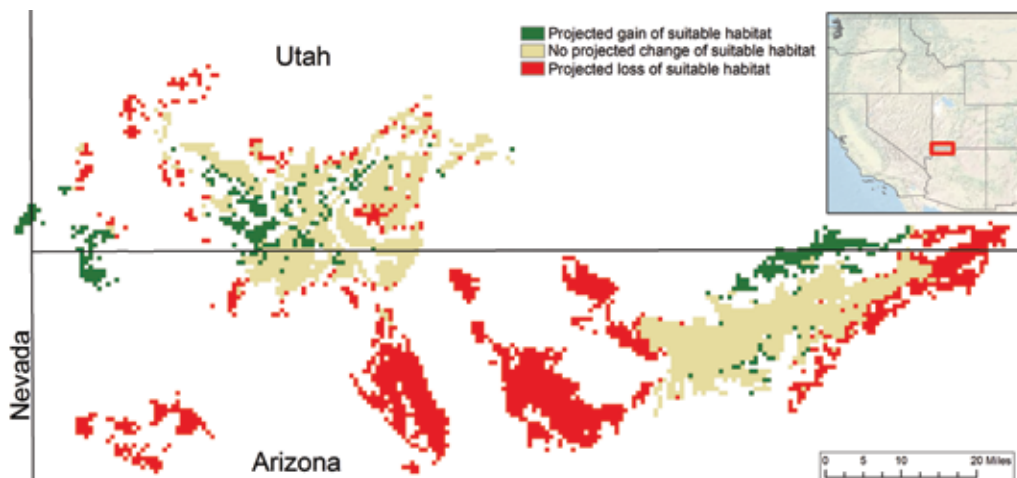 Projected gain of suitable habitat
Utah
No projected change of suitable habitat
Projected loss of suitable habitat
Nevada
Arizona
0 5 10 20 Miles